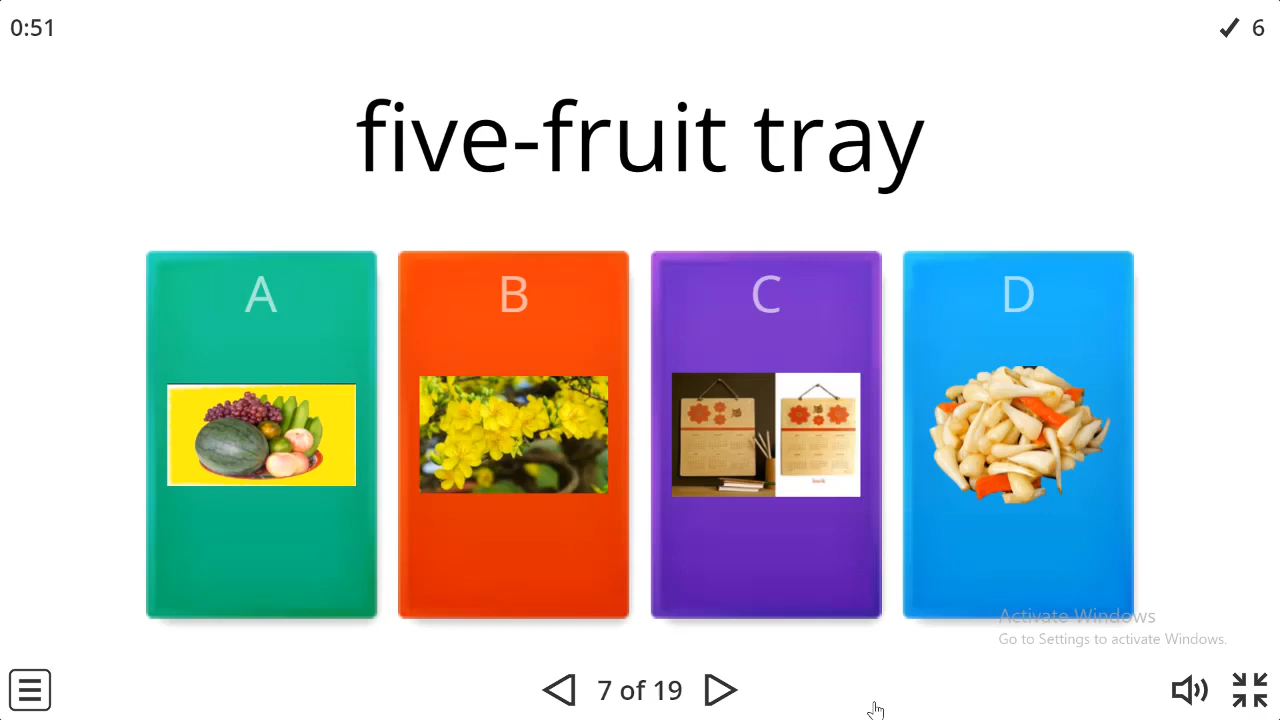 0:51
6
five-fruit tray
A
B
C
D
Activate Windows
Go to Settings to activate Windows.
7 of 19